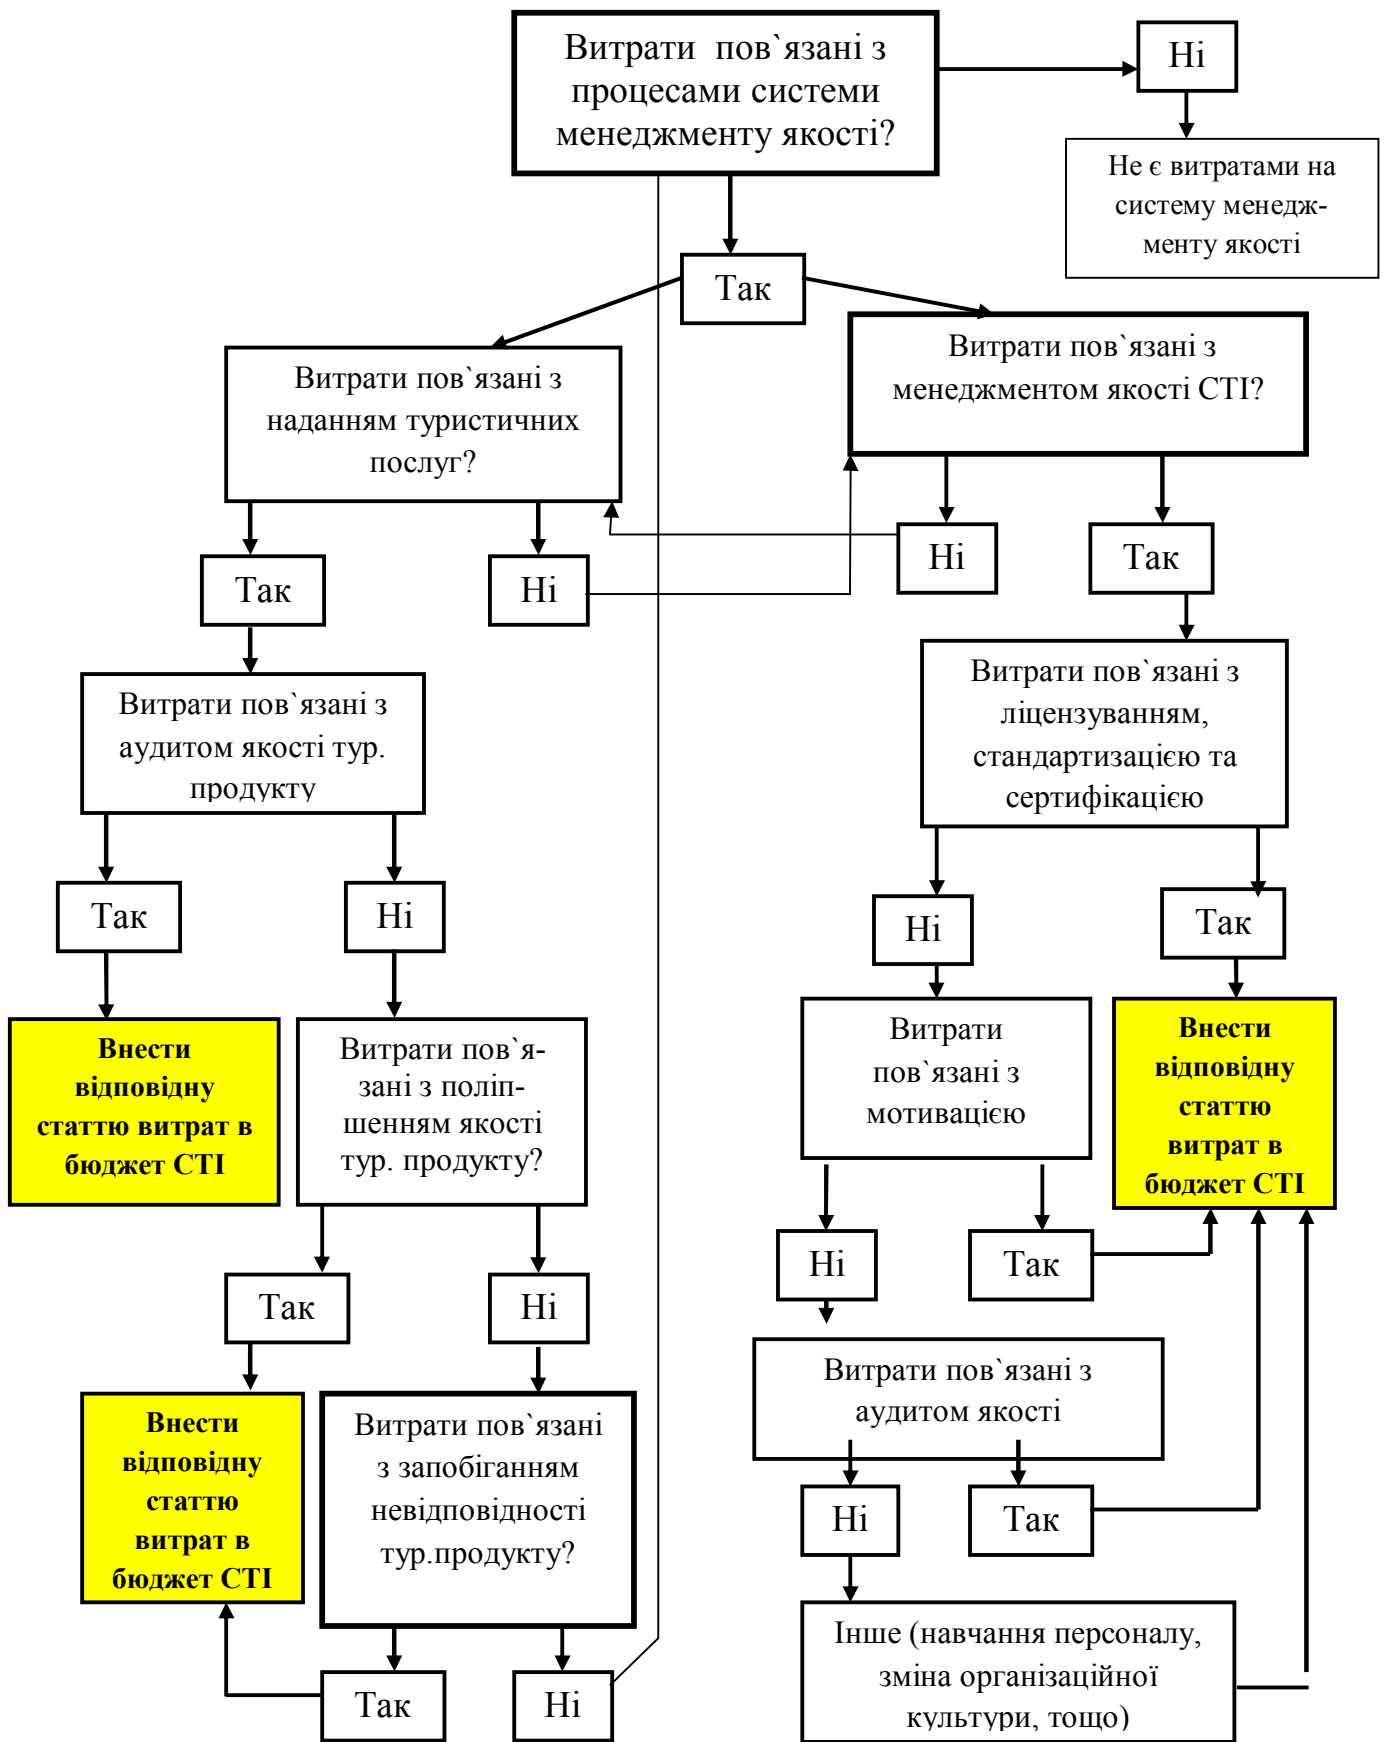 Витрати пов`язані з
процесами системи
менеджменту якості?
Ні
Не є витратами на
систему менедж-
менту якості
Так
Витрати пов`язані з
менеджментом якості СТІ?
Витрати пов`язані з
наданням туристичних
послуг?
Ні
Так
Так
Ні
Витрати пов`язані з
ліцензуванням,
стандартизацією та
сертифікацією
Витрати пов`язані з
аудитом якості тур.
продукту
Так
Ні
Ні
Так
Витрати
пов`язані з
мотивацією
Внести
відповідну
статтю
витрат в
бюджет СТІ
Внести
відповідну
статтю витрат в
бюджет СТІ
Витрати пов`я-
зані з поліп-
шенням якості
тур. продукту?
Ні
Так
Так
Ні
Витрати пов`язані з
аудитом якості
Внести
відповідну
статтю
витрат в
бюджет СТІ
Витрати пов`язані
з запобіганням
невідповідності
тур.продукту?
Ні
Так
Інше (навчання персоналу,
зміна організаційної
культури, тощо)
Так
Ні